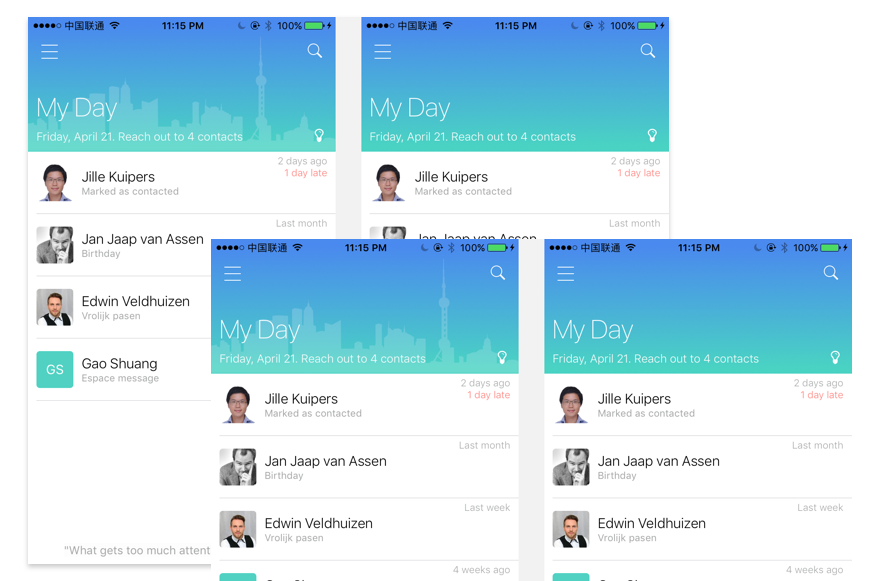 中国联通 11:15 PM 100%
My Day
Friday, April 21. Reach out to 4 contacts
2 days ago
Jille Kuipers
1 day late
Marked as contacted
Last month
Jan Jaap van Assen
Birthday
Edwin Veldhuizen
Vrolijk pasen
GS
Gao Shuang
Espace message
"What gets too much attent
中国联通 11:15 PM 100%
My Day
Friday, April 21. Reach out to 4 contacts
2 days ago
Jille Kuipers
1 day late
Marked as contacted
Last month
Jan Jaap van Assen
中国联通 11:15 PM 100%
My Day
Friday, April 21. Reach out to 4 contacts
2 days ago
Jille Kuipers
1 day late
Marked as contacted
Last month
Jan Jaap van Assen
Birthday
Last week
Edwin Veldhuizen
Vrolijk pasen
4 weeks ago
中国联通 11:15 PM 100%
My Day
Friday, April 21. Reach out to 4 contacts
2 days ago
Jille Kuipers
1 day late
Marked as contacted
Last month
Jan Jaap van Assen
Birthday
Last week
Edwin Veldhuizen
Vrolijk pasen
4 weeks ago